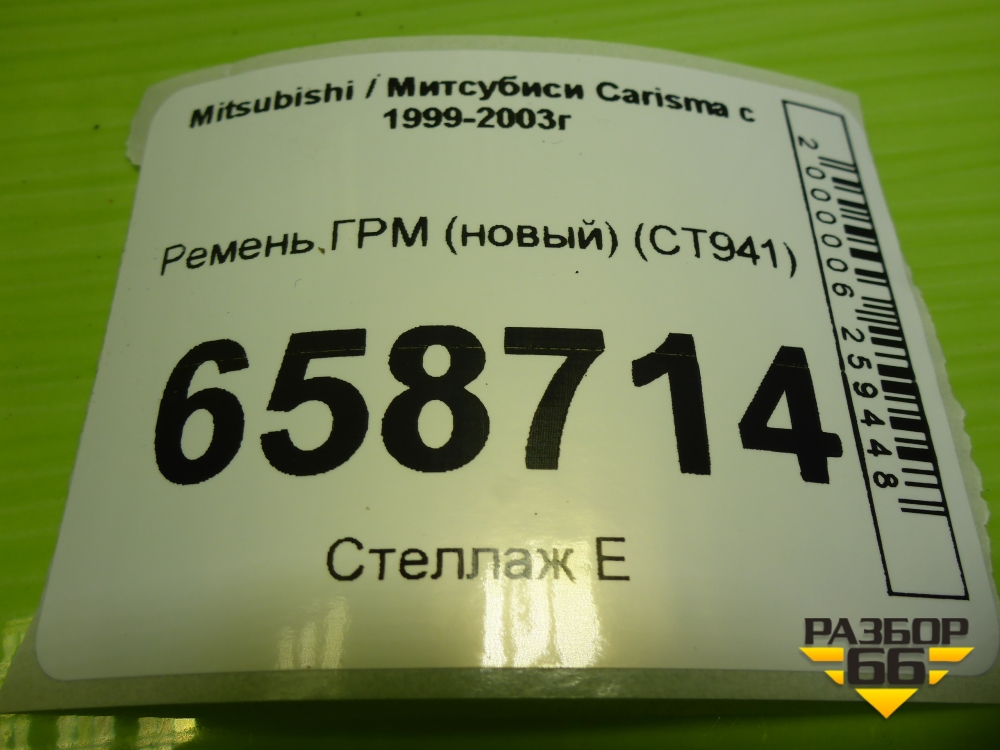 Mitsubishi / Митсубиси Carisma с
1999-2003г
Ремень ГРМ (новый) (CT941)
658714
Стеллаж Е
2000006259448
РАЗБОР
66